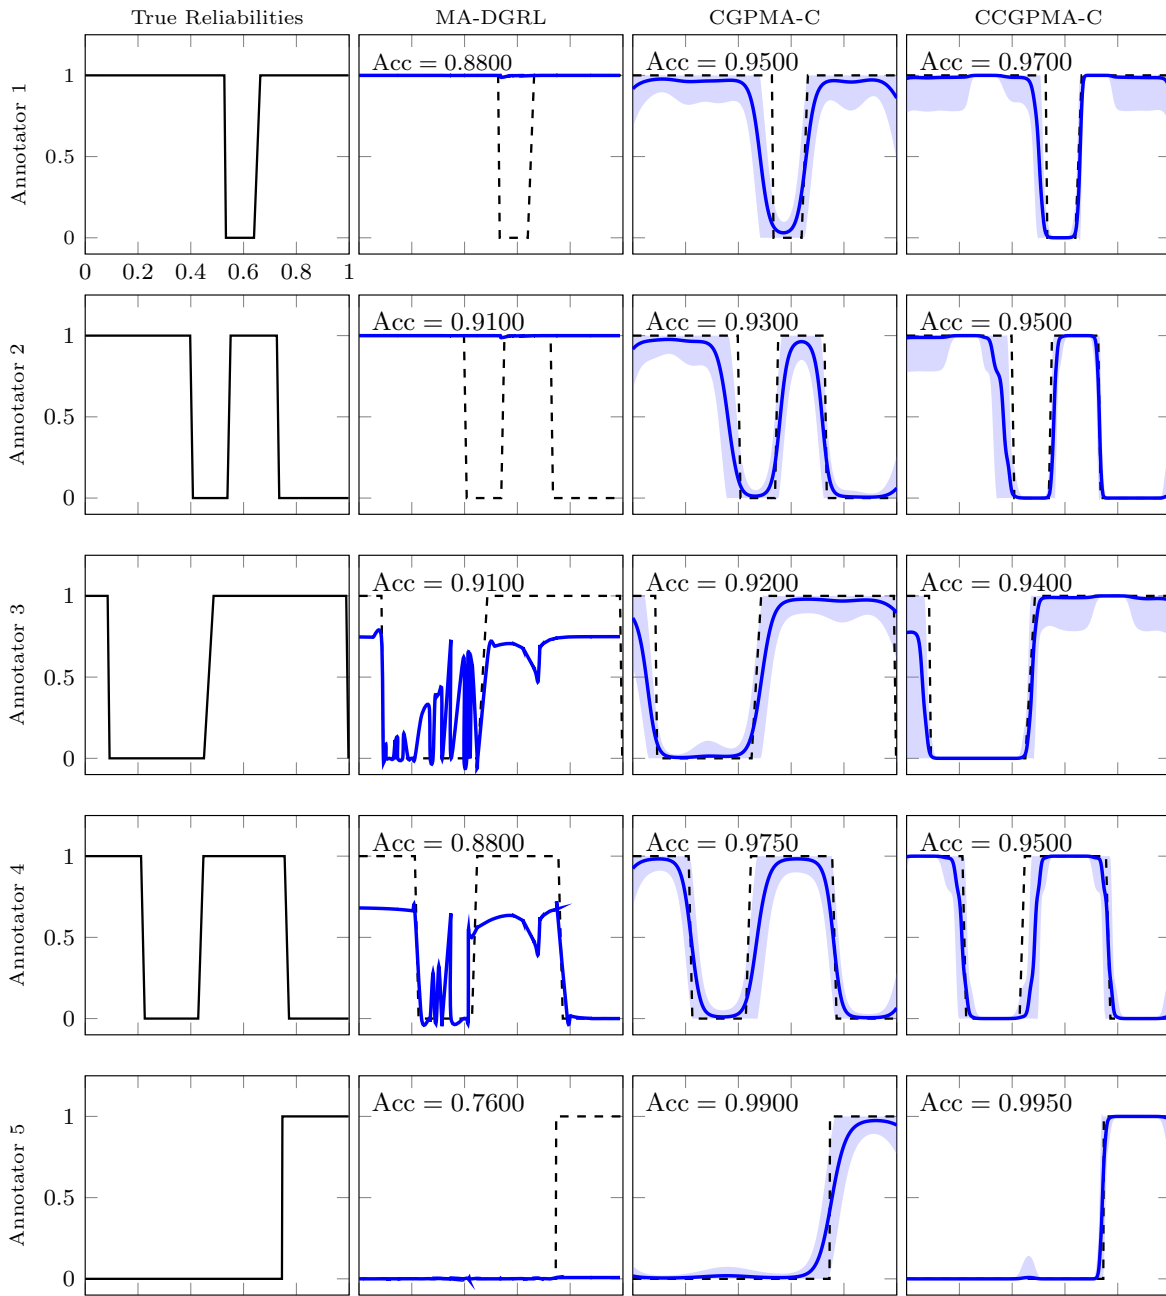 True Reliabilities MA-DGRL CGPMA-C CCGPMA-C
Annotator 1
1
0.5
0
Acc = 0.8800
Acc = 0.9500
Acc = 0.9700
0 0.2 0.4 0.6 0.8 1
Annotator 2
1
0.5
0
Acc = 0.9100
Acc = 0.9300
Acc = 0.9500
Annotator 3
1
0.5
0
Acc = 0.9100
Acc = 0.9200
Acc = 0.9400
Annotator 4
1
0.5
0
Acc = 0.8800
Acc = 0.9750
Acc = 0.9500
Annotator 5
1
0.5
0
Acc = 0.7600
Acc = 0.9900
Acc = 0.9950